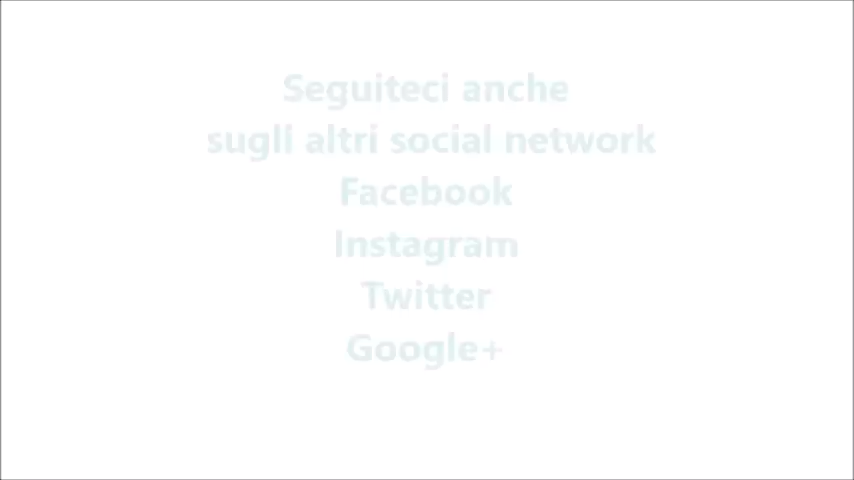 Seguiteci anche
sugli altri social network
Facebook
Instagram
Twitter
Google+